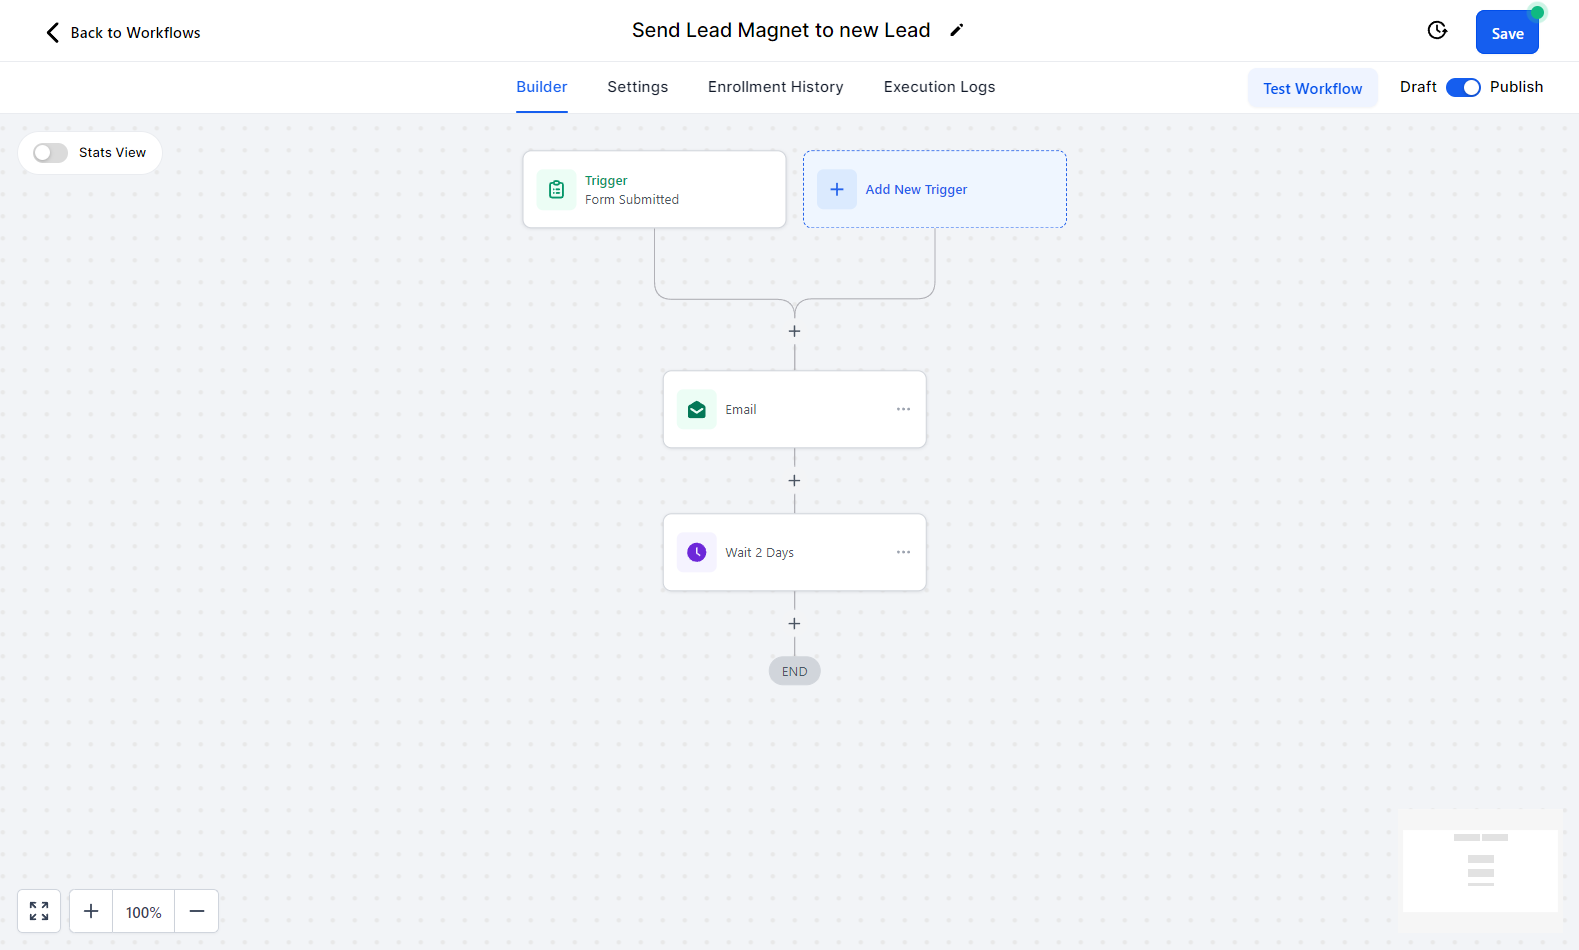 Back to Workflows
Send Lead Magnet to new Lead
Save
Builder
Settings
Enrollment History
Execution Logs
Test Workflow
Draft
Publish
Stats View
Trigger
Form Submitted
Add New Trigger
Email
Wait 2 Days
END
100%